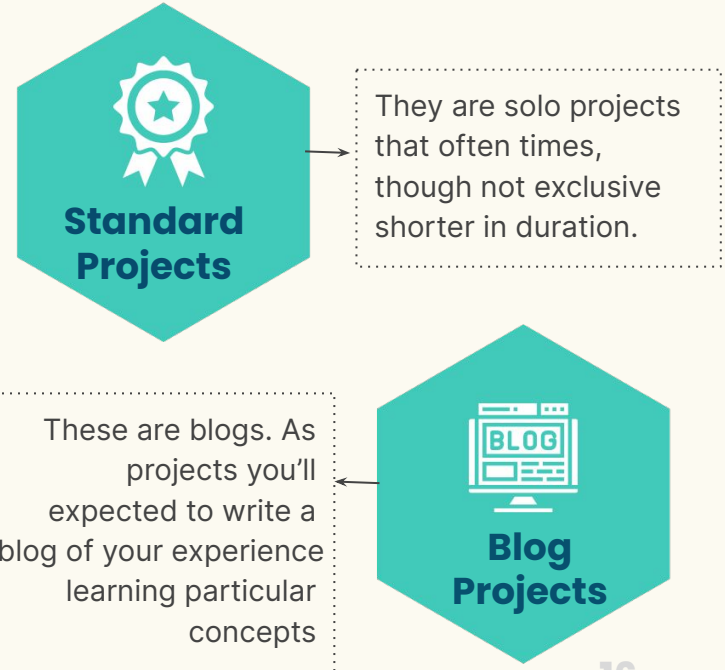 Standard
Projects
They are solo projects
that often times,
though not exclusive
shorter in duration.
These are blogs. As
projects you'll
expected to write a
blog of your experience
learning particular
concepts
BLOG
Blog
Projects